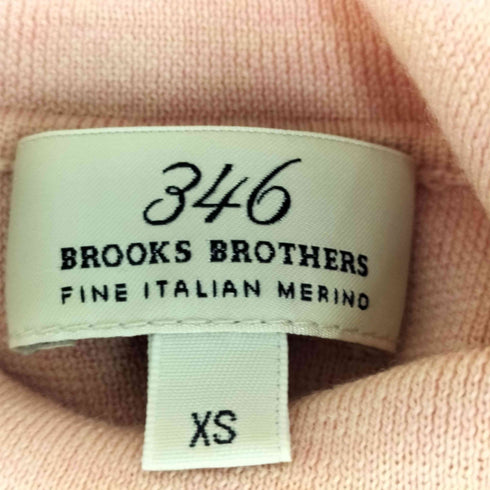 346
BROOKS BROTHERS
FINE ITALIAN MERINO
XS